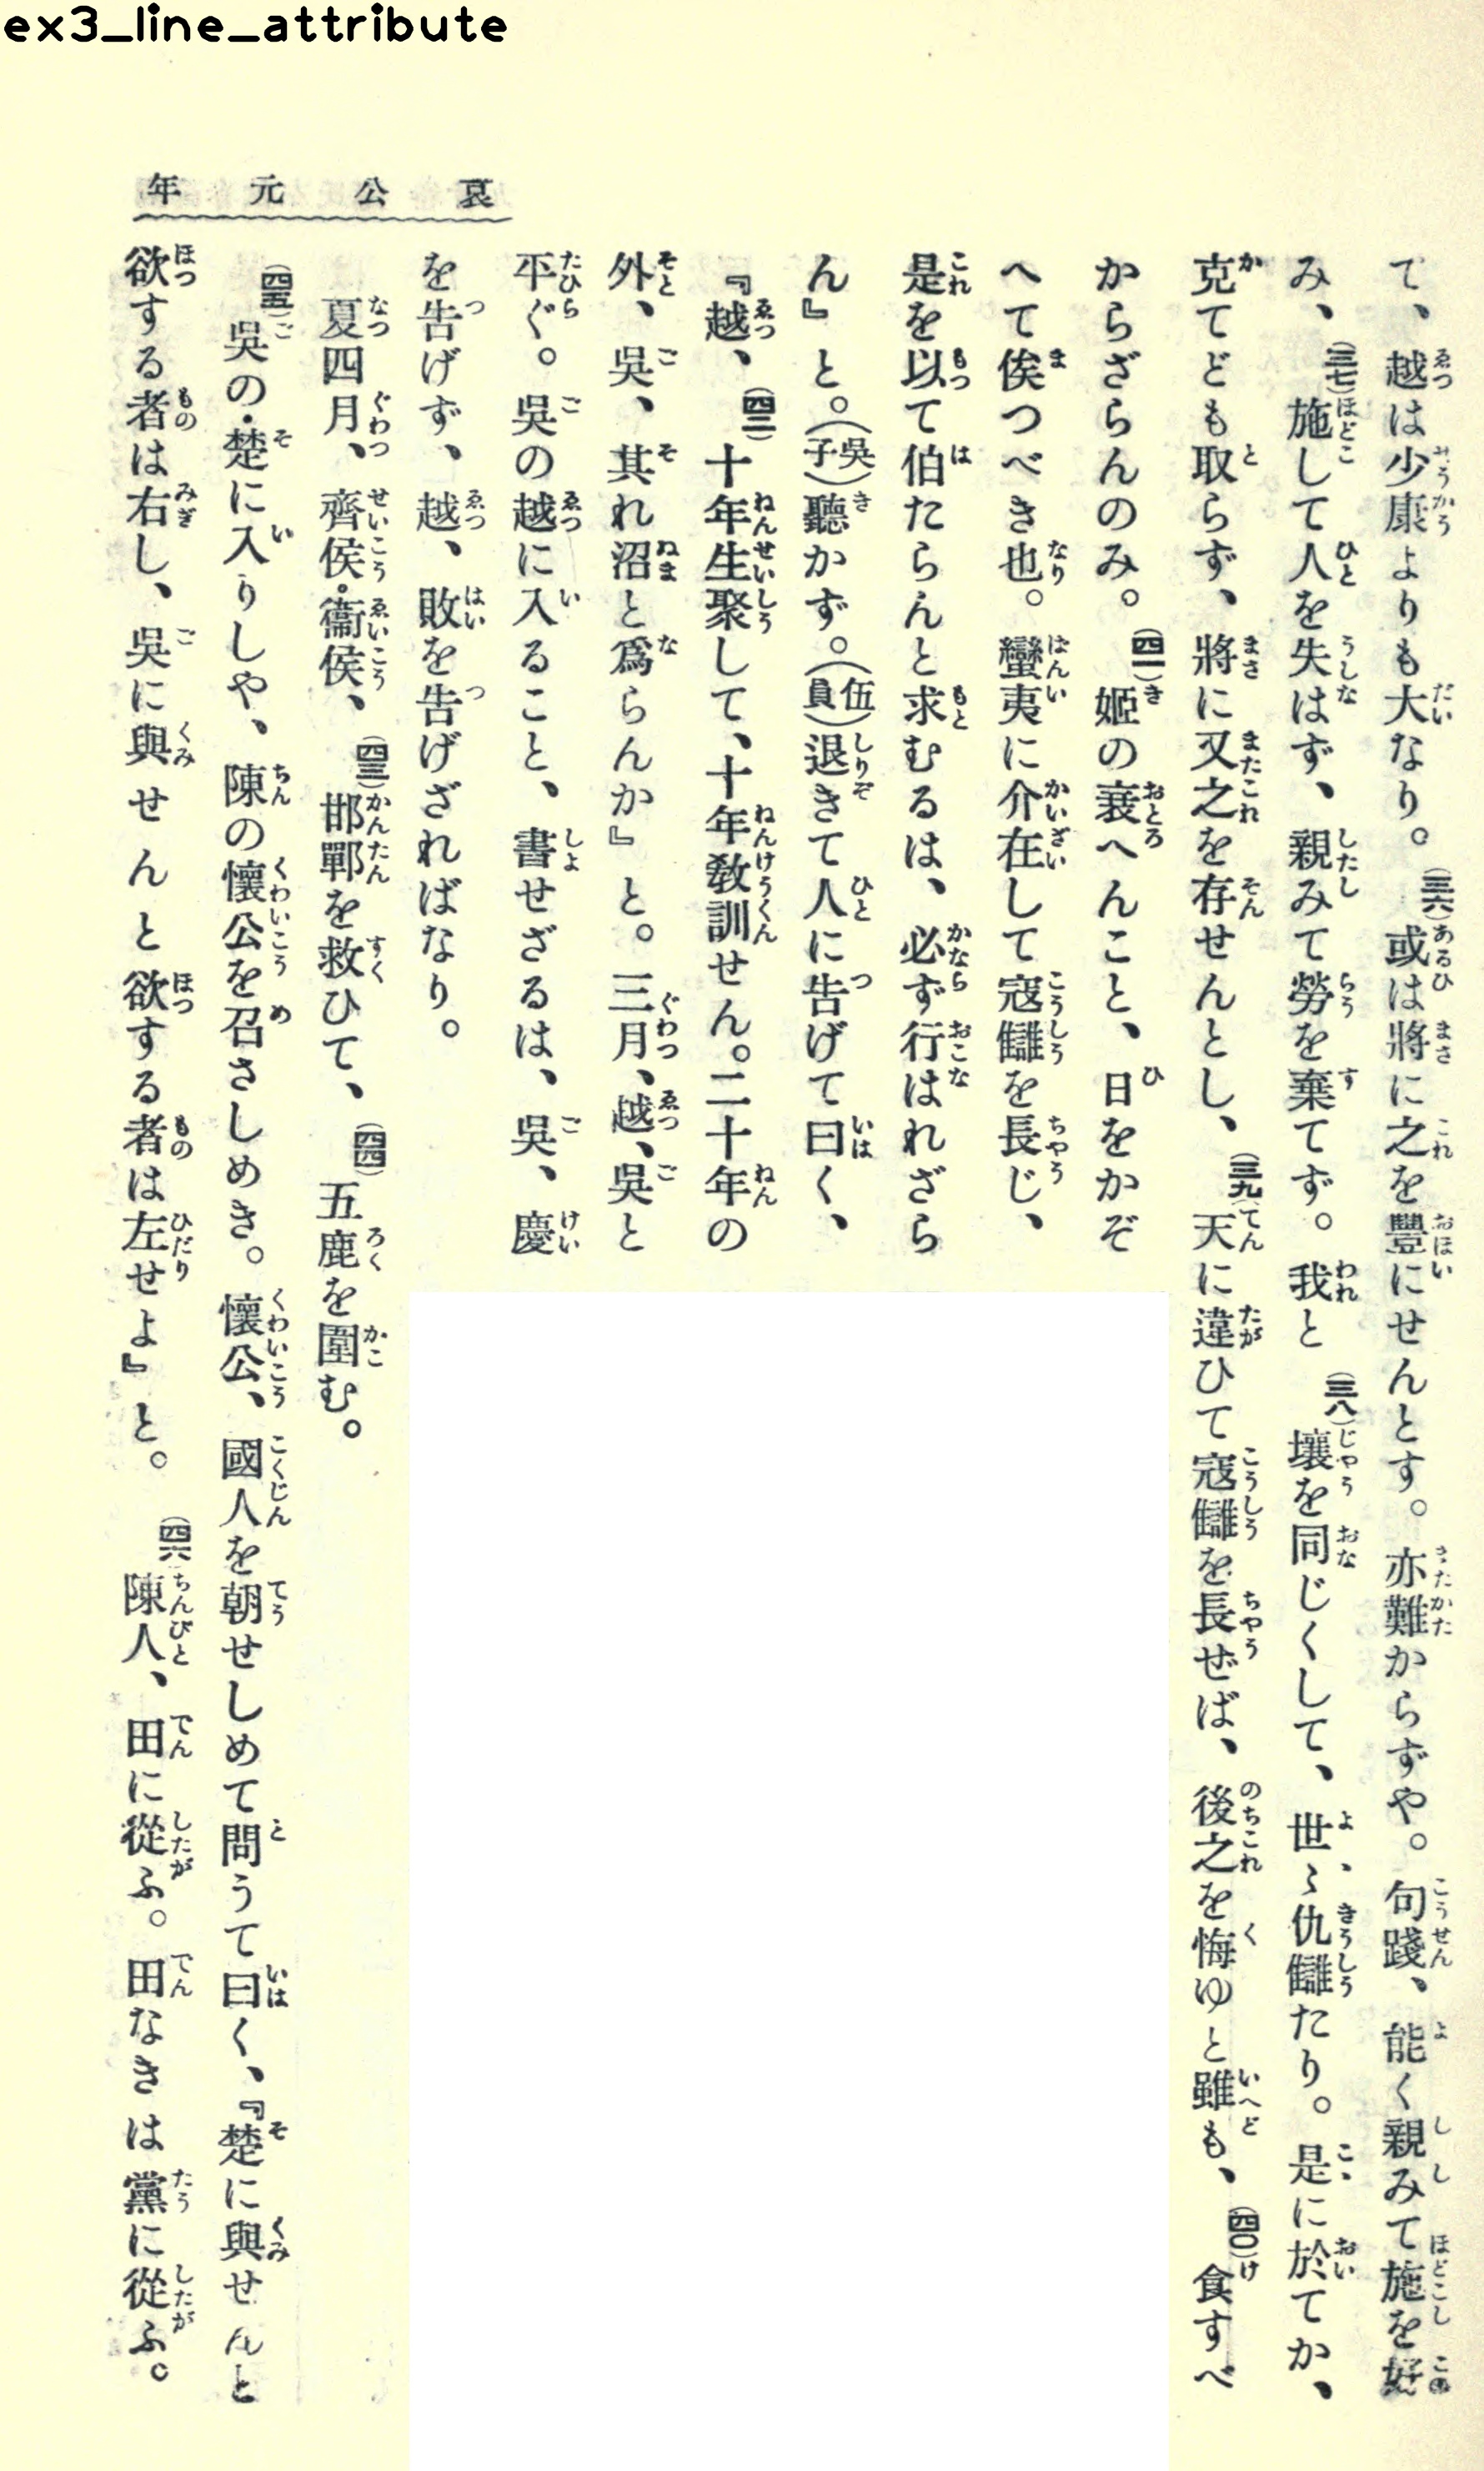 ex3_line_attribute
哀公元年
て、越は少康よりも大なり。(三六)或は將に之を豐にせんとす。亦難からずや。句踐、能く親みて施を好
み、(三七)施して人を失はず、親みて勞を棄てず。我と(三八)壤を同じくして、世〻仇讎たり。是に於てか、
克てども取らず、將に又之を存せんとし、(三九)天に違ひて寇讎を長ぜば、後之を悔ゆと雖も、(四〇)食すべ
からざらんのみ。(四一)姬の衰へんこと、日をかぞ
へて俟つべき也。蠻夷に介在して寇讎を長じ、
是を以て伯たらんと求むるは、必ず行はれざら
ん』と。(吳子)聽かず。(伍員)退きて人に告げて曰く、
『越、(四二)十年生聚して、十年敎訓せん。二十年の
外、吳、其れ沼と爲らんか』と。三月、越、吳と
平ぐ。吳の越に入ること、書せざるは、吳、慶
を告げず、越、敗を告げざればなり。
夏四月、齊侯・衞侯、(四三)邯鄲を救ひて、(四四)五鹿を圍む。
(四五)吳の・楚に入りしや、陳の懷公を召さしめき。懷公、國人を朝せしめて問うて曰く、『楚に與せんと
欲する者は右し、吳に與せんと欲する者は左せよ』と。(四六)陳人、田に從ふ。田なきは黨に從ふ。